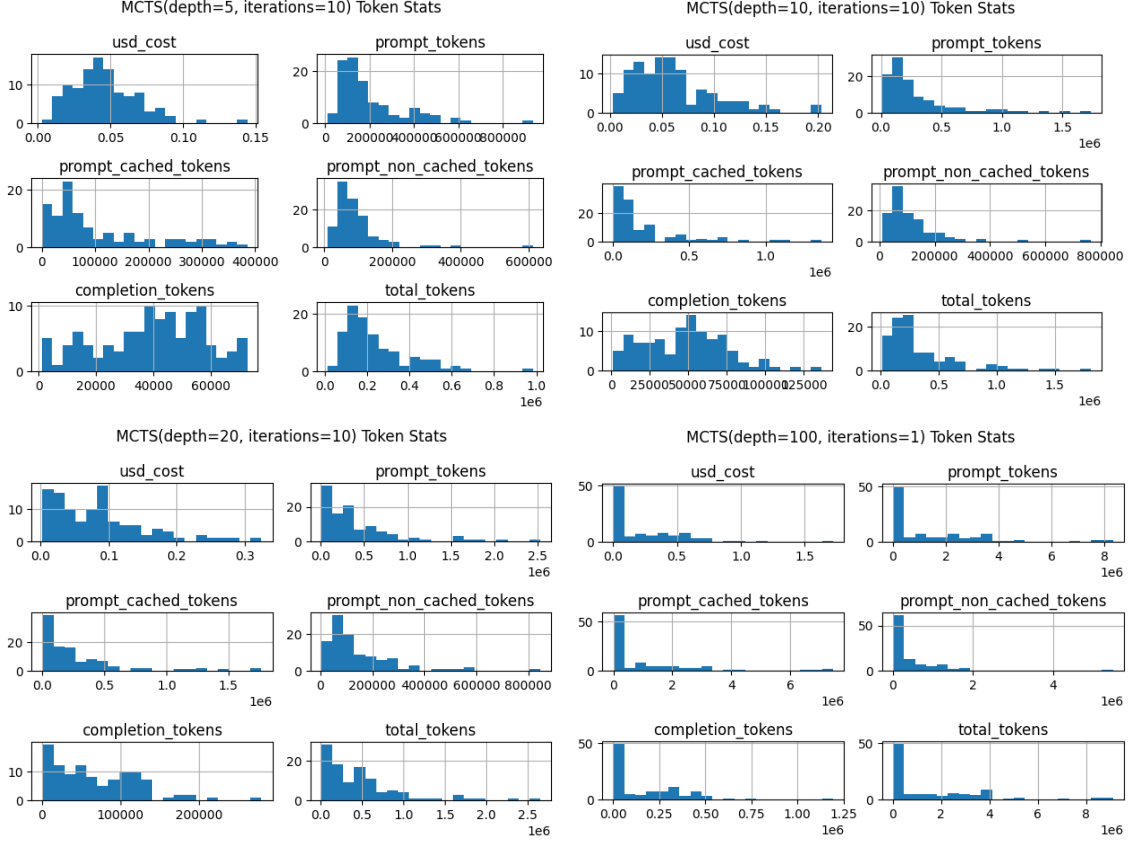 MCTS(depth=5, iterations=10) Token Stats
usd_cost
10
0
0.00 0.05 0.10 0.15
prompt_tokens
20
0
0 200000 400000 600000 800000
prompt_cached_tokens
20
0
0 100000 200000 300000 400000
prompt_non_cached_tokens
20
0
0 200000 400000 600000
completion_tokens
10
5
0
0 20000 40000 60000
total_tokens
20
0
0.0 0.2 0.4 0.6 0.8 1.0
1e6
MCTS(depth=10, iterations=10) Token Stats
usd_cost
10
0
0.00 0.05 0.10 0.15 0.20
prompt_tokens
20
0
0.0 0.5 1.0 1.5
1e6
prompt_cached_tokens
20
0
0.0 0.5 1.0
1e6
prompt_non_cached_tokens
20
0
0 200000 400000 600000 800000
completion_tokens
10
0
0 25000 50000 75000 100000 125000
total_tokens
20
0
0.0 0.5 1.0 1.5
1e6
MCTS(depth=20, iterations=10) Token Stats
usd_cost
10
0
0.0 0.1 0.2 0.3
prompt_tokens
20
0
0.0 0.5 1.0 1.5 2.0 2.5
1e6
prompt_cached_tokens
20
0
0.0 0.5 1.0 1.5
1e6
prompt_non_cached_tokens
20
0
0 200000 400000 600000 800000
completion_tokens
10
0
0 100000 200000
total_tokens
20
0
0.0 0.5 1.0 1.5 2.0 2.5
1e6
MCTS(depth=100, iterations=1) Token Stats
usd_cost
50
0
0.0 0.5 1.0 1.5
prompt_tokens
50
0
0 2 4 6 8
1e6
prompt_cached_tokens
50
0
0 2 4 6
1e6
prompt_non_cached_tokens
50
0
0 2 4
1e6
completion_tokens
50
0
0.00 0.25 0.50 0.75 1.00 1.25
1e6
total_tokens
50
0
0 2 4 6 8
1e6